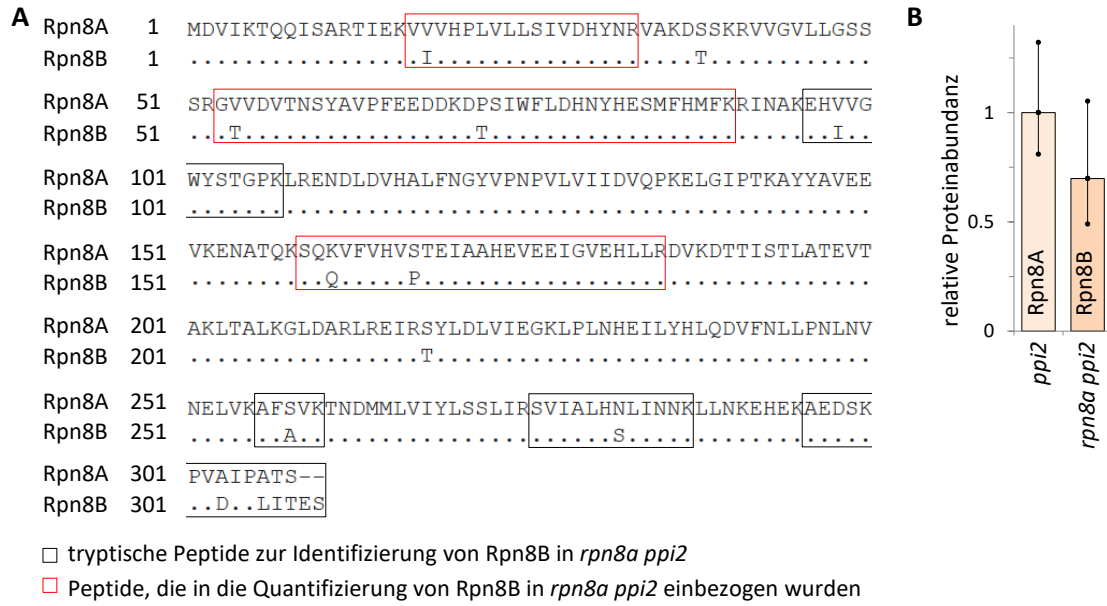 A
Rpn8A 1 MDVIKTQQISARTIEKVVVHPLVLLSIVDHYNRVAKDSSKRVVGVLLGSS
Rpn8B 1 .................I...................T............
Rpn8A 51 SRGVVDVTNSYAVPFEEDDKDPSIWFLDHNYHESMFHMFKRINAKEHVVG
Rpn8B 51 ...T.................T.........................I..
Rpn8A 101 WYSTGPKLRENDLDVHALFNGYVPNPVLVIIDVQPKELGIPTKAYYAVEE
Rpn8B 101 ..................................................
Rpn8A 151 VKENATQKSQKVFVHVSTEIAAHEVEEIGVEHLLRDVKDTTISTLATEVT
Rpn8B 151 ..........Q.....P.................................
Rpn8A 201 AKLTALKGLDARLREIRSYLDLVIEGKLPLNHEILYHLQDVFNLLPNLNV
Rpn8B 201 .................T................................
Rpn8A 251 NELVKAFSVKTNDMMLVIYLSSLIRSVIALHNLINNKLLNKEHEKAEDSK
Rpn8B 251 .......A.......................S..................
Rpn8A 301 PVAIPATS--
Rpn8B 301 ..D..LITES
tryptische Peptide zur Identifizierung von Rpn8B in rpn8a ppi2
Peptide, die in die Quantifizierung von Rpn8B in rpn8a ppi2 einbezogen wurden
B
relative Proteinabundanz
1
0.5
0
Rpn8A
Rpn8B
ppi2
rpn8a ppi2